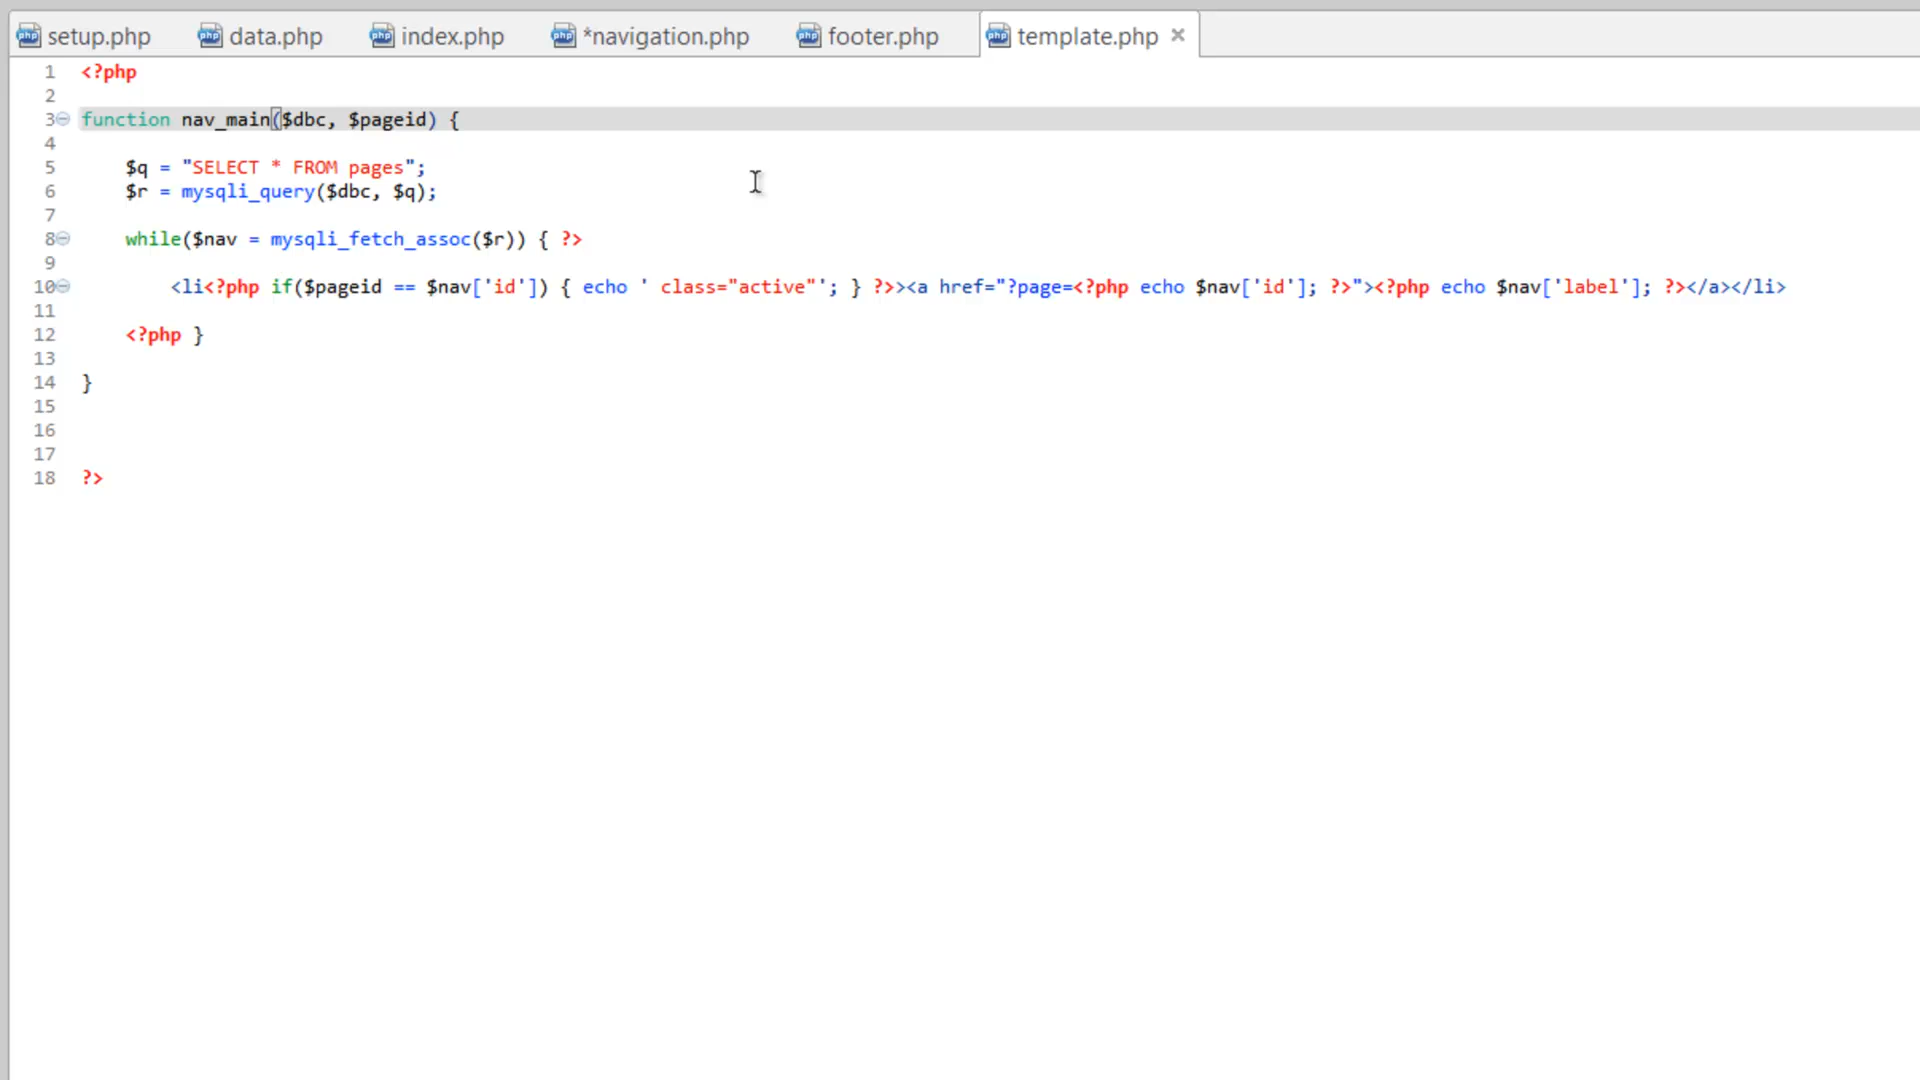 setup.php data.php index.php *navigation.php footer.php template.php
1 <?php
2
3 function nav_main($dbc, $pageid) {
4
5 $q = "SELECT * FROM pages";
6 $r = mysqli_query($dbc, $q);
7
8 while($nav = mysqli_fetch_assoc($r)) { ?>
9
10 <li<?php if($pageid == $nav['id']) { echo ' class="active"'; } ?>><a href="?page=<?php echo $nav['id']; ?>"><?php echo $nav['label']; ?></a></li>
11
12 <?php }
13
14 }
15
16
17
18 ?>